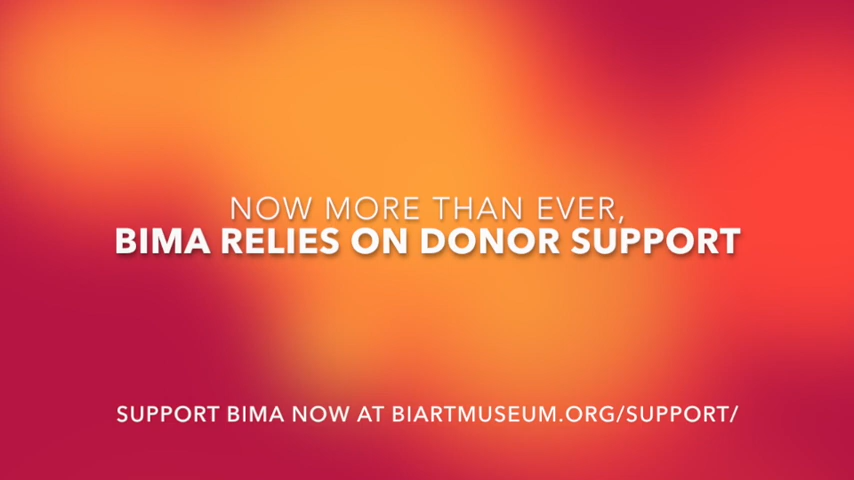 NOW MORE THAN EVER,
BIMA RELIES ON DONOR SUPPORT
SUPPORT BIMA NOW AT BIARTMUSEUM.ORG/SUPPORT/